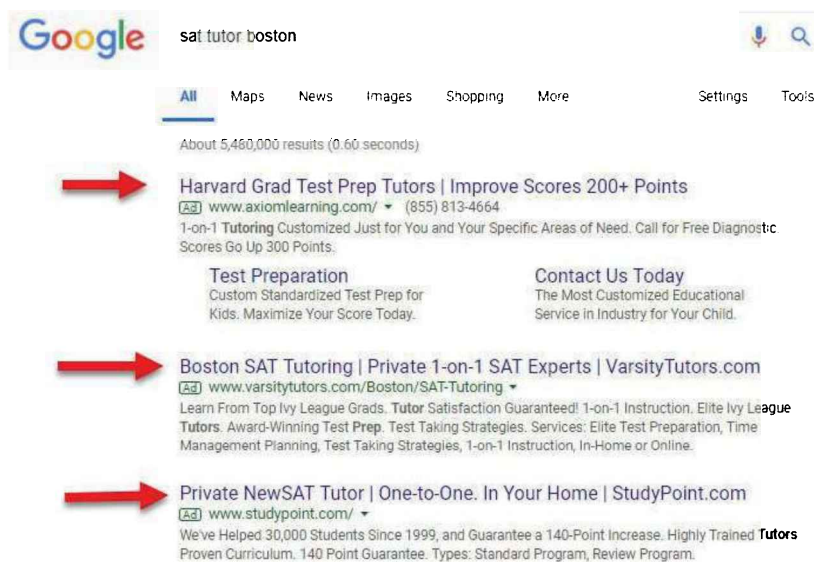 Google sat tutor boston
All Maps News Images Shopping More Settings Tools
About 5,480,000 results (0.60 seconds)
Harvard Grad Test Prep Tutors | Improve Scores 200+ Points
Ad www.axiomlearning.com/ (855) 813-4664
1-on-1 Tutoring Customized Just for You and Your Specific Areas of Need. Call for Free Diagnostic.
Scores Go Up 300 Points.
Test Preparation
Custom Standardized Test Prep for
Kids. Maximize Your Score Today.
Contact Us Today
The Most Customized Educational
Service in Industry for Your Child.
Boston SAT Tutoring | Private 1-on-1 SAT Experts | VarsityTutors.com
Ad www.varsitytutors.com/Boston/SAT-Tutoring
Learn From Top Ivy League Grads. Tutor Satisfaction Guaranteed! 1-on-1 Instruction. Elite Ivy League
Tutors. Award-Winning Test Prep. Test Taking Strategies. Services: Elite Test Preparation, Time
Management Planning, Test Taking Strategies, 1-on-1 Instruction, In-Home or Online.
Private NewSAT Tutor | One-to-One. In Your Home | StudyPoint.com
Ad www.studypoint.com/
We've Helped 30,000 Students Since 1999, and Guarantee a 140-Point Increase. Highly Trained Tutors
Proven Curriculum. 140 Point Guarantee. Types: Standard Program, Review Program.